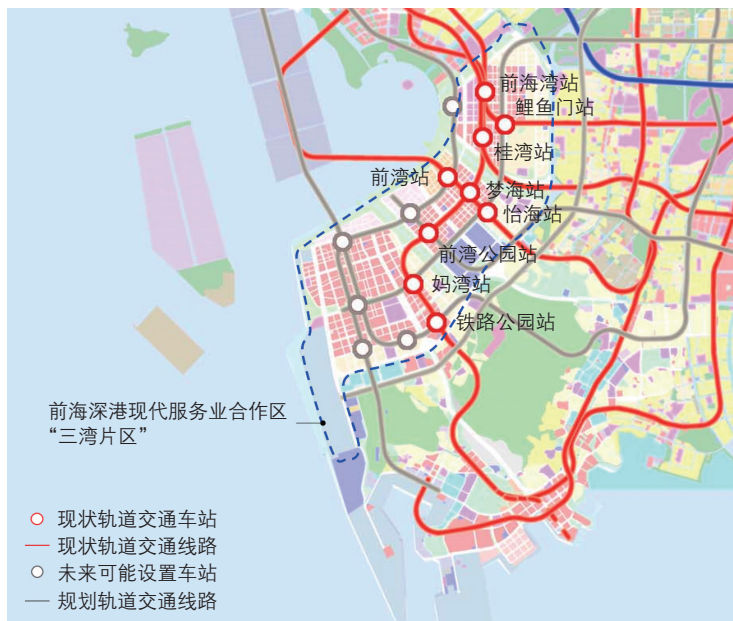 前海湾站
鲤鱼门站
桂湾站
前湾站
梦海站
怡海站
前湾公园站
妈湾站
铁路公园站
前海深港现代服务业合作区
“三湾片区”
现状轨道交通车站
现状轨道交通线路
未来可能设置车站
规划轨道交通线路